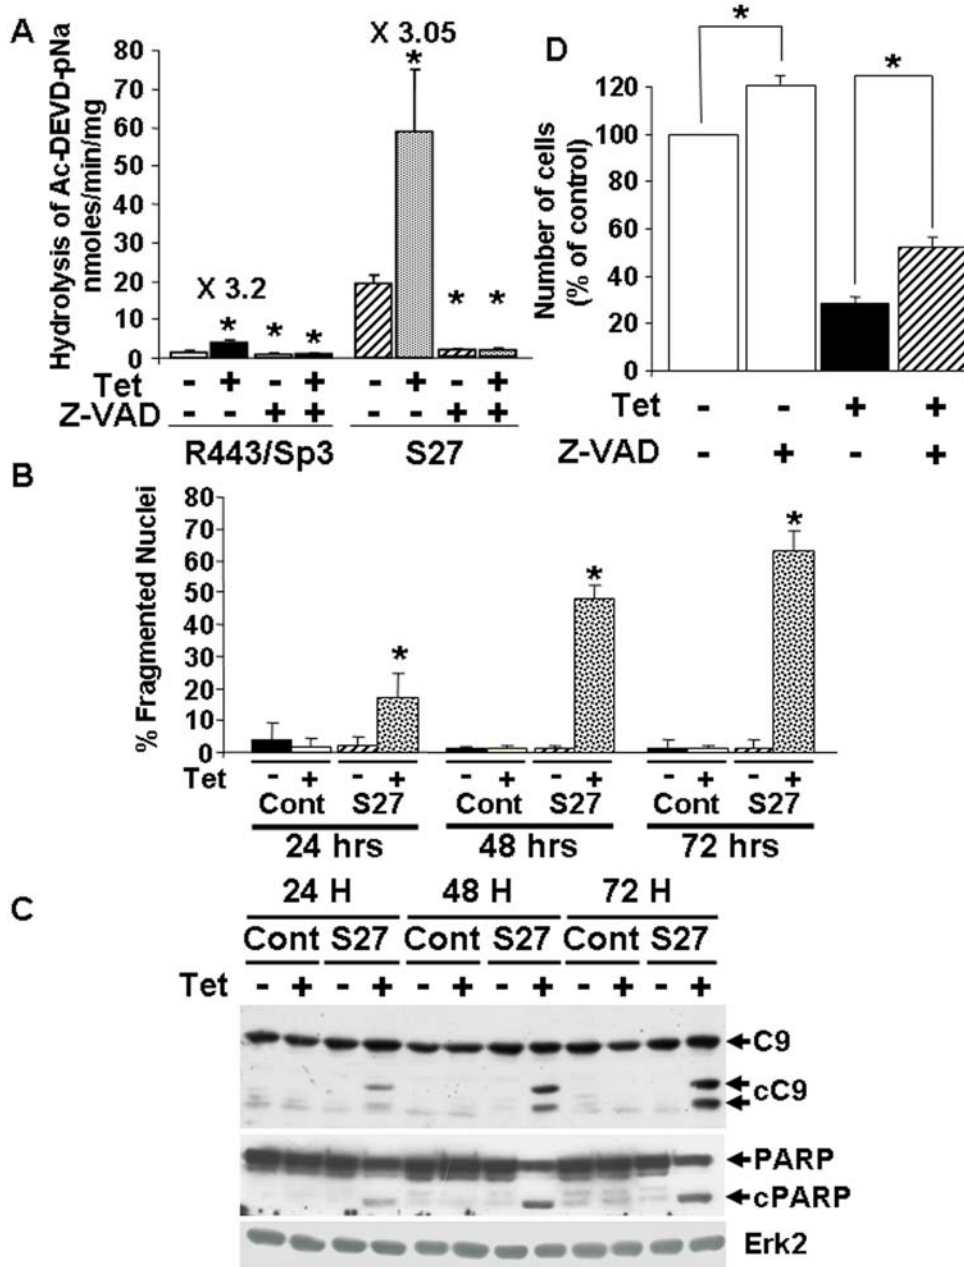 A
Hydrolysis of Ac-DEVD-pNa
nmoles/min/mg
80
70
60
50
40
30
20
10
0
X 3.2
X 3.05
*
*
*
*
*
*
Tet - + - + - + - +
Z-VAD - - + + - - + +
R443/Sp3 S27
D
Number of cells
(% of control)
120
100
80
60
40
20
0
*
*
Tet - - + +
Z-VAD - + - +
B
% Fragmented Nuclei
80
70
60
50
40
30
20
10
0
*
*
*
Tet - + - + - + - + - + - +
Cont S27 Cont S27 Cont S27
24 hrs 48 hrs 72 hrs
C
24 H 48 H 72 H
Cont S27 Cont S27 Cont S27
Tet - + - + - + - + - + - +
C9
cC9
PARP
cPARP
Erk2